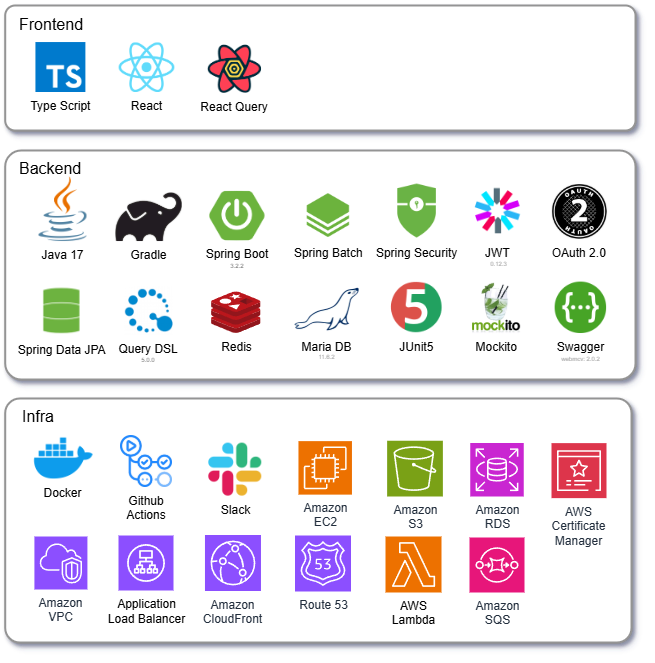 Frontend
TS
Type Script
React
React Query
Backend
Java 17
Gradle
Spring Boot
3.2.2
Spring Batch
Spring Security
JWT
0.12.3
OAUTH
2
OAUTH
OAuth 2.0
Spring Data JPA
Query DSL
5.0.0
Redis
Maria DB
11.6.2
5
JUnit5
mockito
Mockito
{···}
Swagger
webmcx: 2.0.2
Infra
Docker
Github
Actions
Slack
Amazon
EC2
Amazon
S3
Amazon
RDS
AWS
Certificate
Manager
Amazon
VPC
Application
Load Balancer
Amazon
CloudFront
53
Route 53
AWS
Lambda
Amazon
SQS